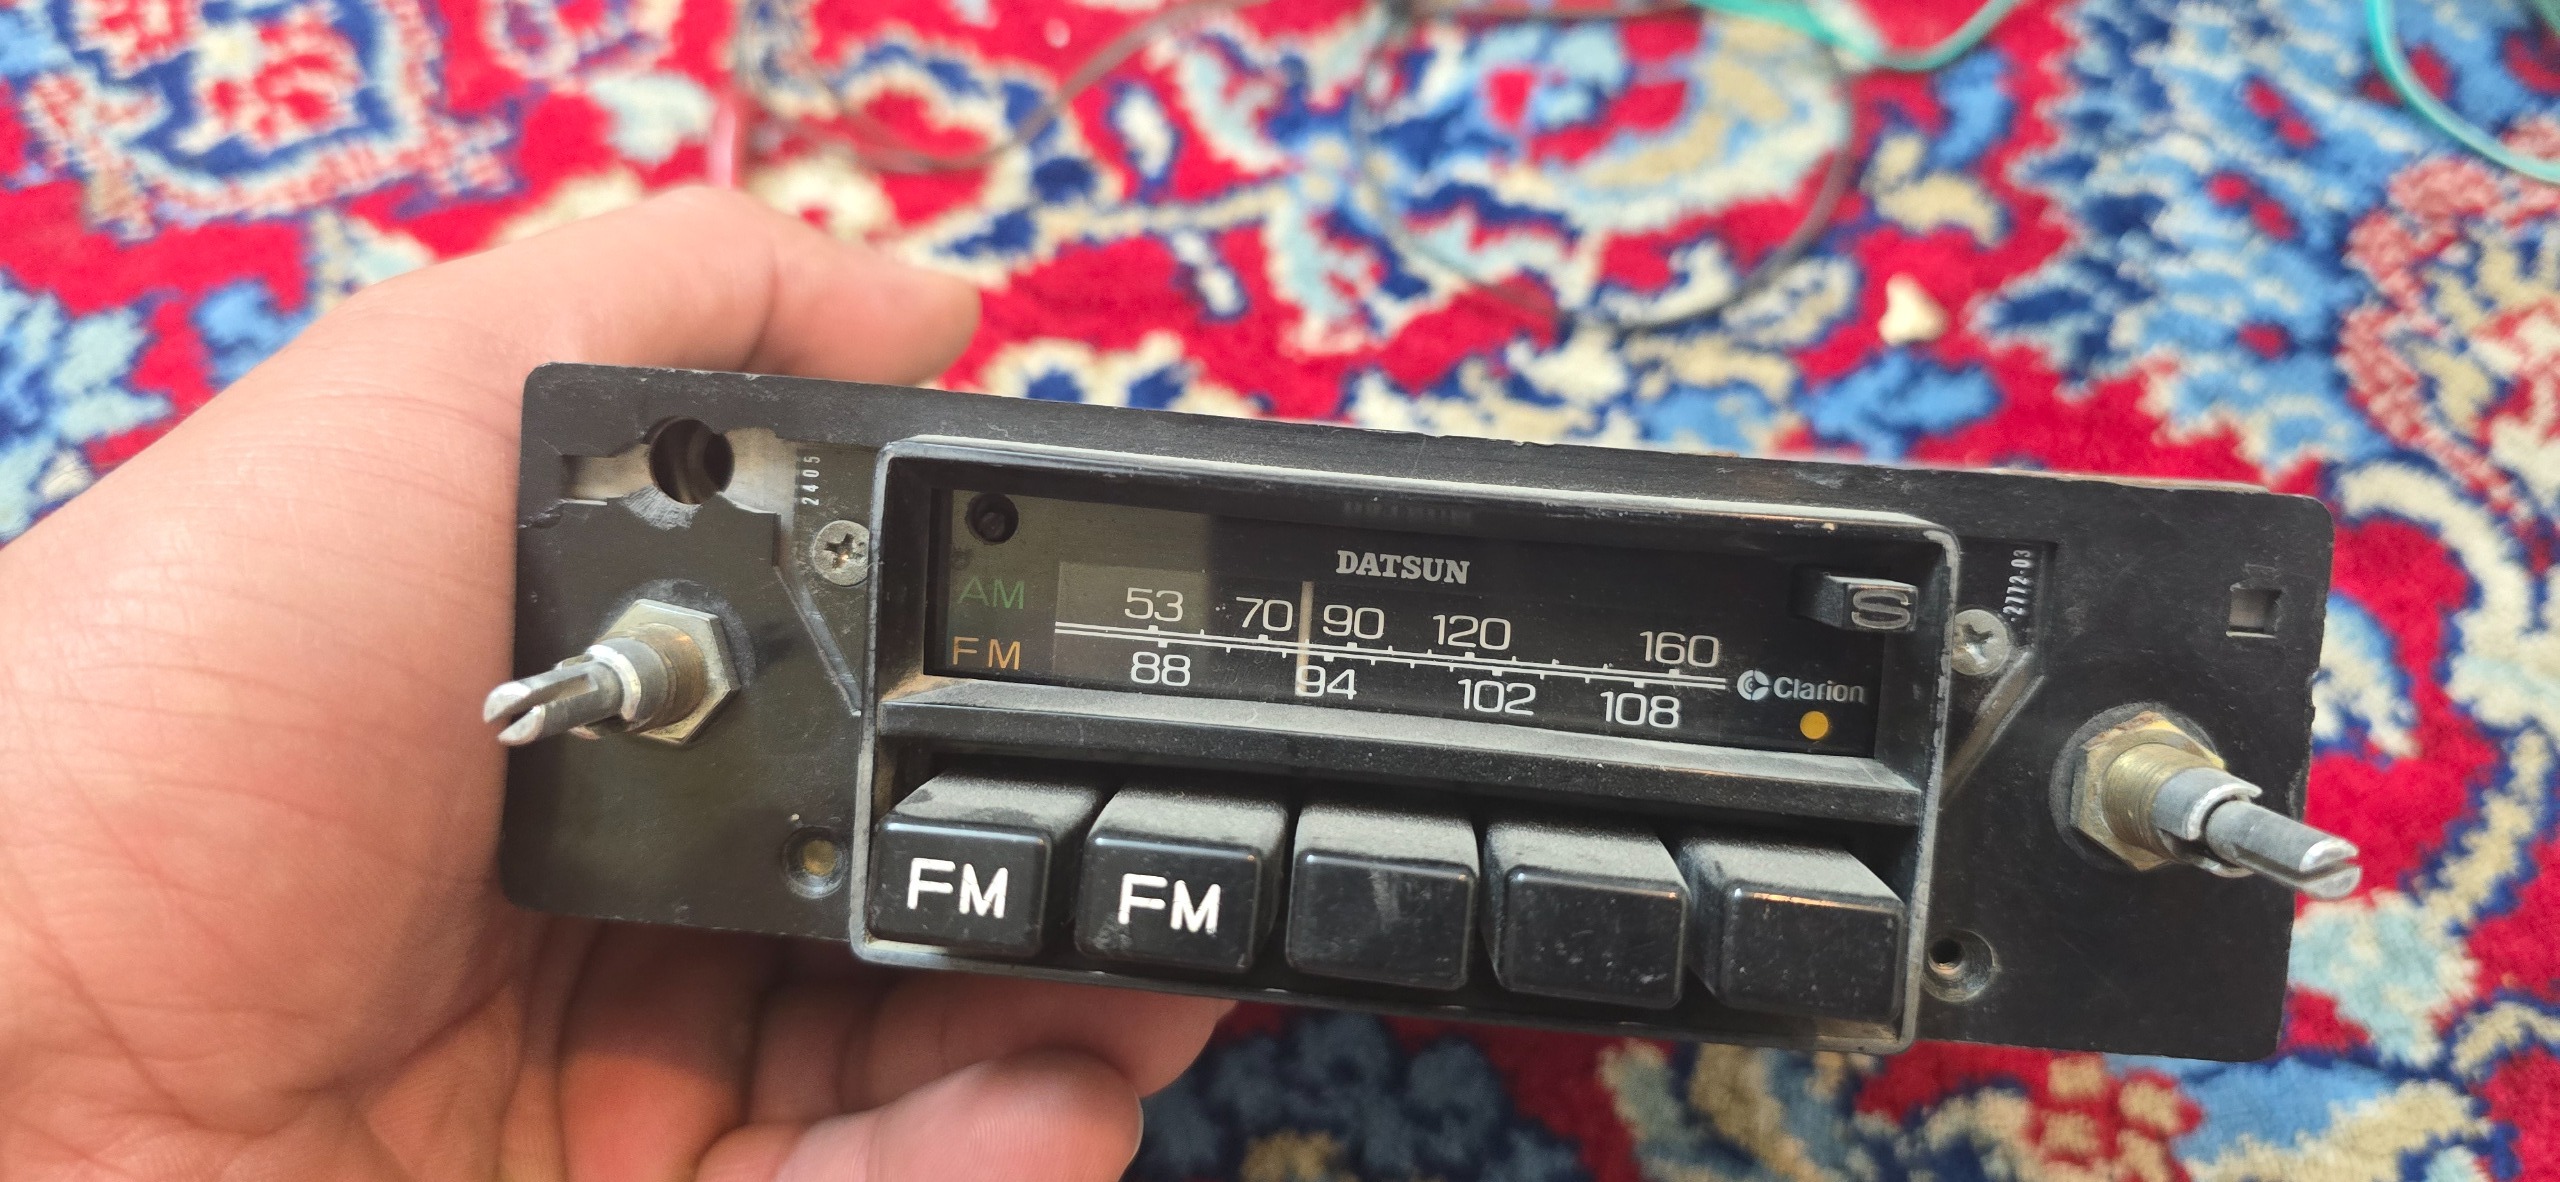 2405
DATSUN
2772-03
AM 53 70 90 120 160
S
FM 88 94 102 108
Clarion
FM FM